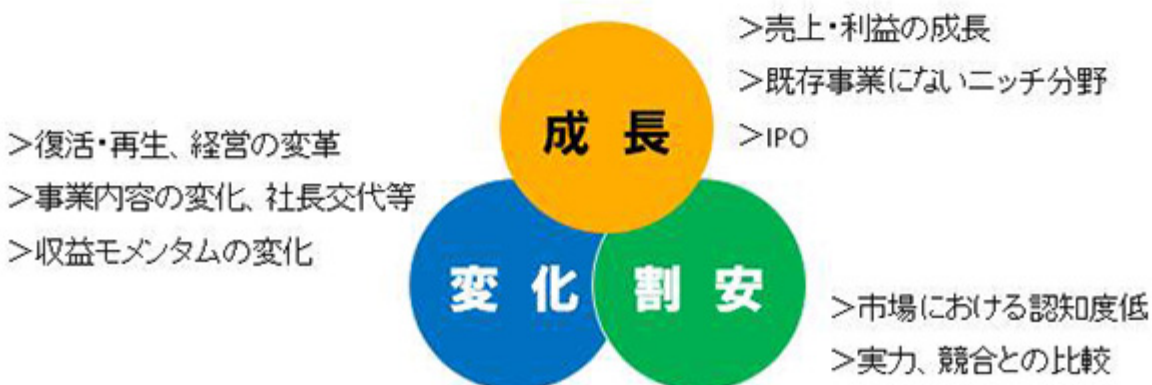 >売上・利益の成長
>既存事業にないニッチ分野
>IPO
成長
>復活・再生、経営の変革
>事業内容の変化、社長交代等
>収益モメンタムの変化
変化
割安
>市場における認知度低
>実力、競合との比較